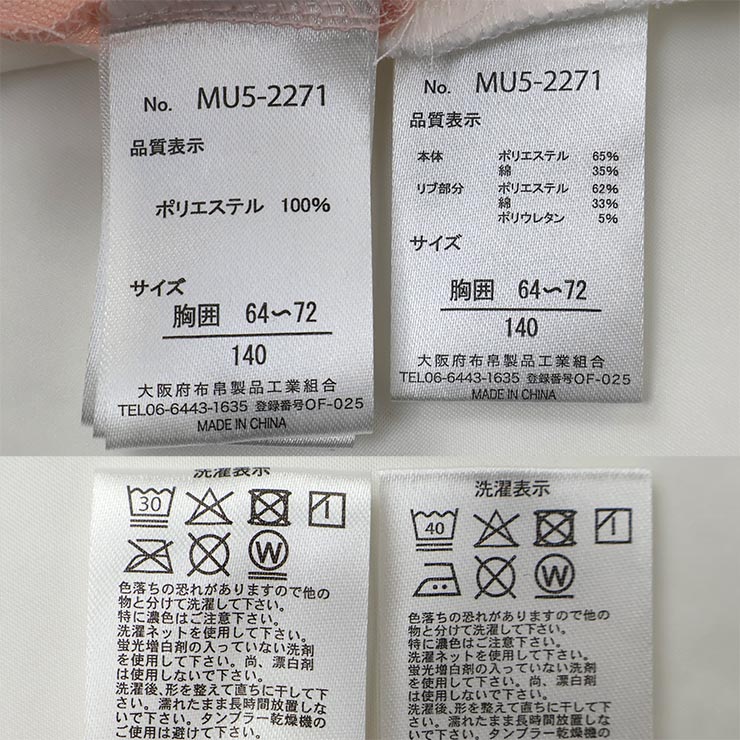 No. MU5-2271
品質表示
ポリエステル 100%
サイズ
胸囲 64〜72
140
大阪府布帛製品工業組合
TEL06-6443-1635 登録番号OF-025
MADE IN CHINA
No. MU5-2271
品質表示
本体 ポリエステル 65%
綿 35%
リブ部分 ポリエステル 62%
綿 33%
ポリウレタン 5%
サイズ
胸囲 64〜72
140
大阪府布帛製品工業組合
TEL06-6443-1635 登録番号OF-025
MADE IN CHINA
洗濯表示
30
W
色落ちの恐れがありますので他の
物と分けて洗濯して下さい。
特に濃色はご注意下さい。
洗濯ネットを使用して下さい。
蛍光増白剤の入っていない洗剤
を使用して下さい。尚、漂白剤
は使用しないで下さい。
洗濯後、形を整えて直ちに干して下
さい。濡れたまま長時間放置しな
いで下さい。タンブラー乾燥機の
ご使用は避けて下さい。
洗濯表示
40
W
色落ちの恐れがありますので他の
物と分けて洗濯して下さい。
特に濃色はご注意下さい。
洗濯ネットを使用して下さい。
蛍光増白剤の入っていない洗剤
を使用して下さい。尚、漂白剤
は使用しないで下さい。
洗濯後、形を整えて直ちに干して下
さい。濡れたまま長時間放置しな
いで下さい。タンブラー乾燥機の